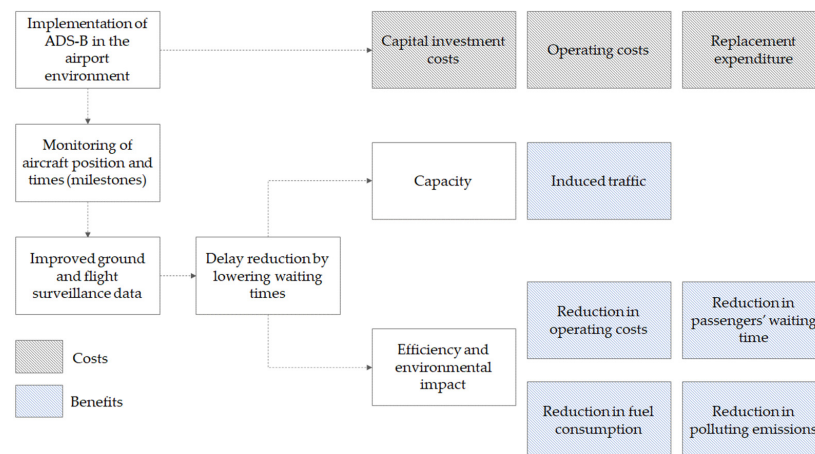 Implementation of
ADS-B in the
airport
environment
Capital investment
costs
Operating costs
Replacement
expenditure
Monitoring of
aircraft position and
times (milestones)
Capacity
Induced traffic
Improved ground
and flight
surveillance data
Delay reduction by
lowering waiting
times
Reduction in
operating costs
Reduction in
passengers' waiting
time
Efficiency and
environmental
impact
Costs
Benefits
Reduction in fuel
consumption
Reduction in
polluting emissions